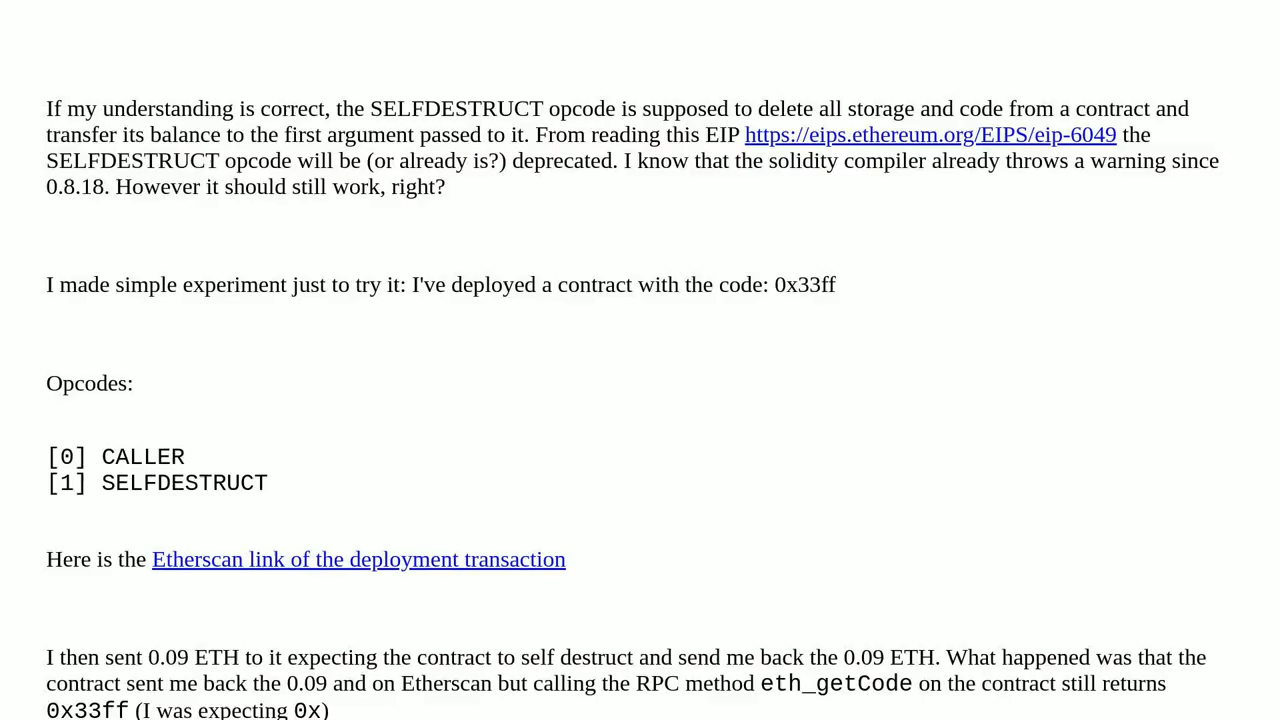 If my understanding is correct, the SELFDESTRUCT opcode is supposed to delete all storage and code from a contract and
transfer its balance to the first argument passed to it. From reading this EIP https://eips.ethereum.org/EIPS/eip-6049 the
SELFDESTRUCT opcode will be (or already is?) deprecated. I know that the solidity compiler already throws a warning since
0.8.18. However it should still work, right?
I made simple experiment just to try it: I've deployed a contract with the code: 0x33ff
Opcodes:
[0] CALLER
[1] SELFDESTRUCT
Here is the Etherscan link of the deployment transaction
I then sent 0.09 ETH to it expecting the contract to self destruct and send me back the 0.09 ETH. What happened was that the
contract sent me back the 0.09 and on Etherscan but calling the RPC method eth_getCode on the contract still returns
0x33ff (I was expecting 0x)